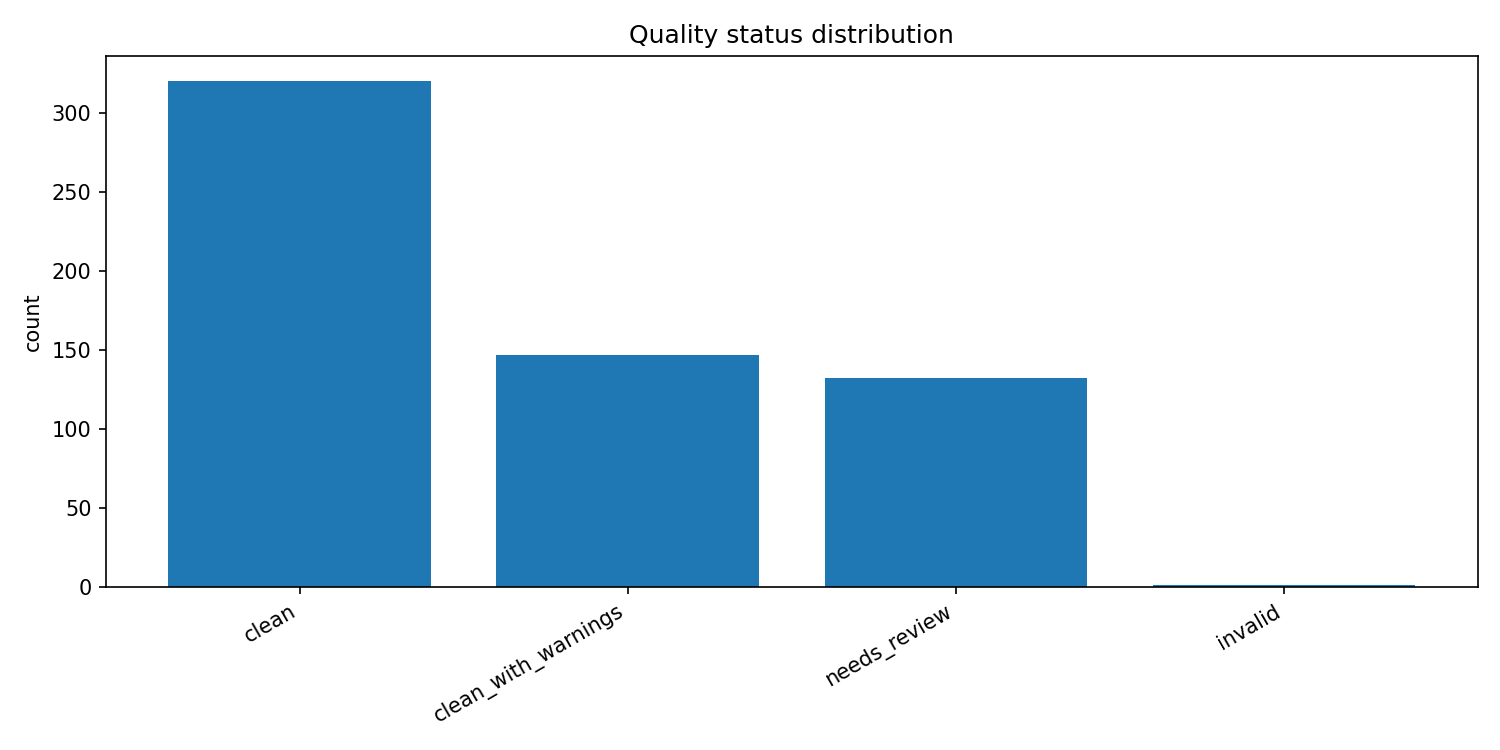 Quality status distribution
300
250
200
150
100
50
0
count
clean
clean_with_warnings
needs_review
invalid